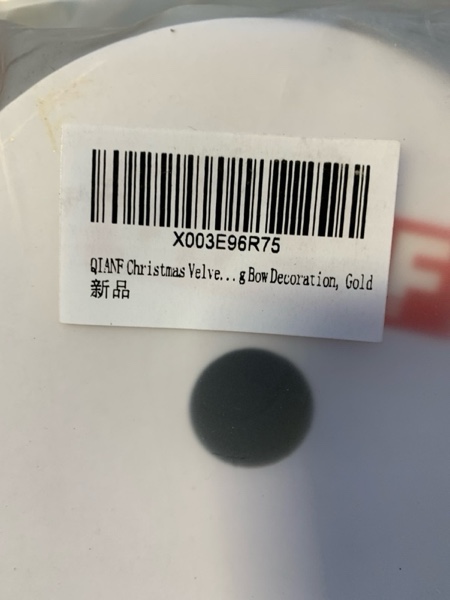 X003E96R75
QIANF Christmas Velve...g Bow Decoration, Gold
新品
F